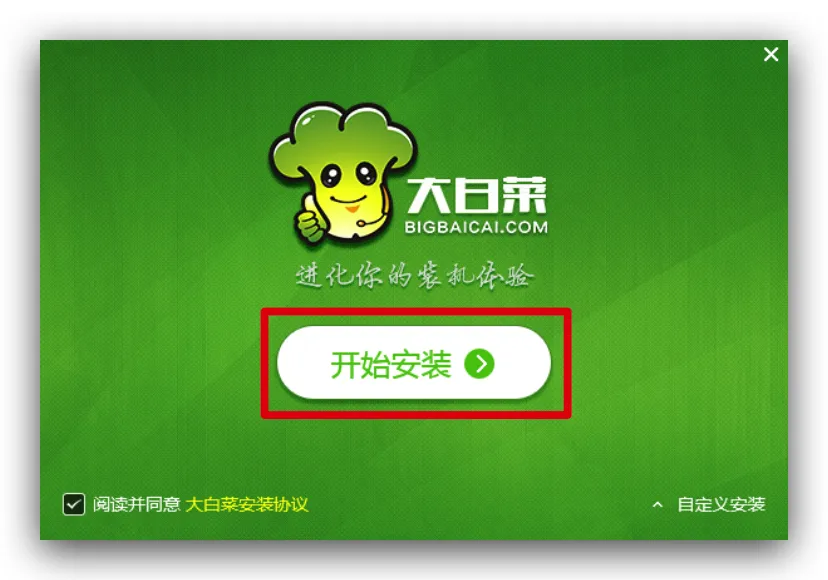 大白菜
BIGBAICAI.COM
进化你的装机体验
开始安装
阅读并同意 大白菜安装协议
自定义安装